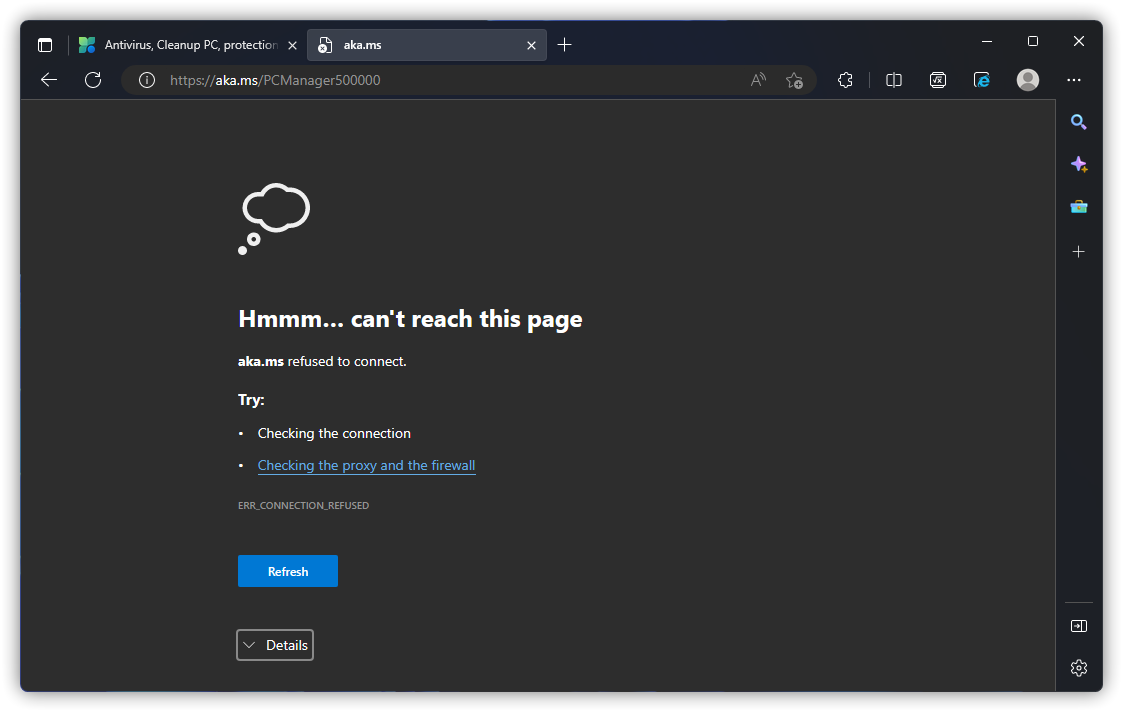 Antivirus, Cleanup PC, protection
aka.ms
https://aka.ms/PCManager500000
Hmmm... can't reach this page
aka.ms refused to connect.
Try:
• Checking the connection
• Checking the proxy and the firewall
ERR_CONNECTION_REFUSED
Refresh
Details